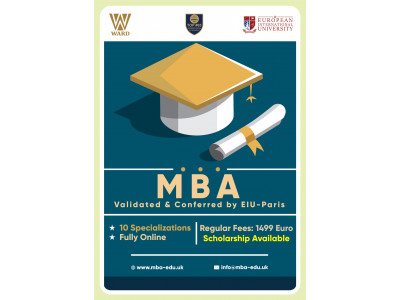 WARD
EUROPEAN
INTERNATIONAL
UNIVERSITY
MBA
Validated & Conferred by EIU-Paris
★ 10 Specializations
★ Fully Online
Regular Fees: 1499 Euro
Scholarship Available
www.mba-edu.uk
info@mba-edu.uk